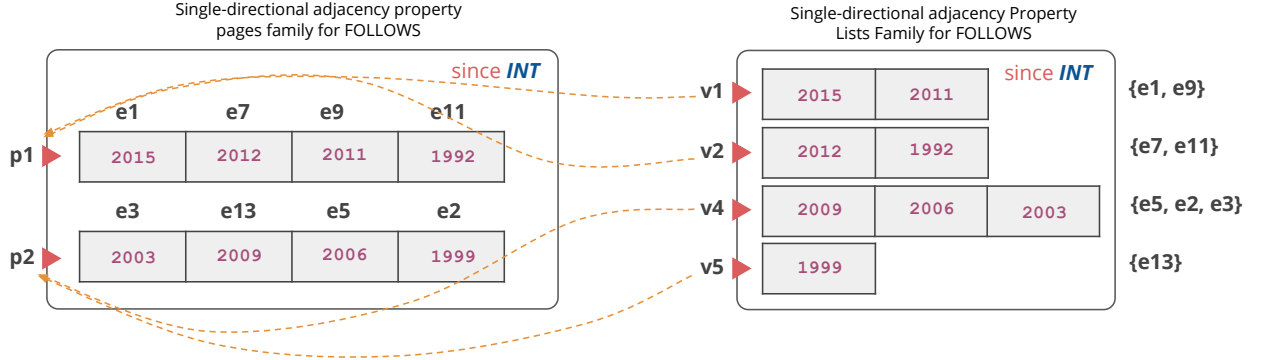 Single-directional adjacency property
pages family for FOLLOWS
since INT
e1 e7 e9 e11
p1 2015 2012 2011 1992
e3 e13 e5 e2
p2 2003 2009 2006 1999
Single-directional adjacency Property
Lists Family for FOLLOWS
since INT
v1 2015 2011 {e1, e9}
v2 2012 1992 {e7, e11}
v4 2009 2006 2003 {e5, e2, e3}
v5 1999 {e13}